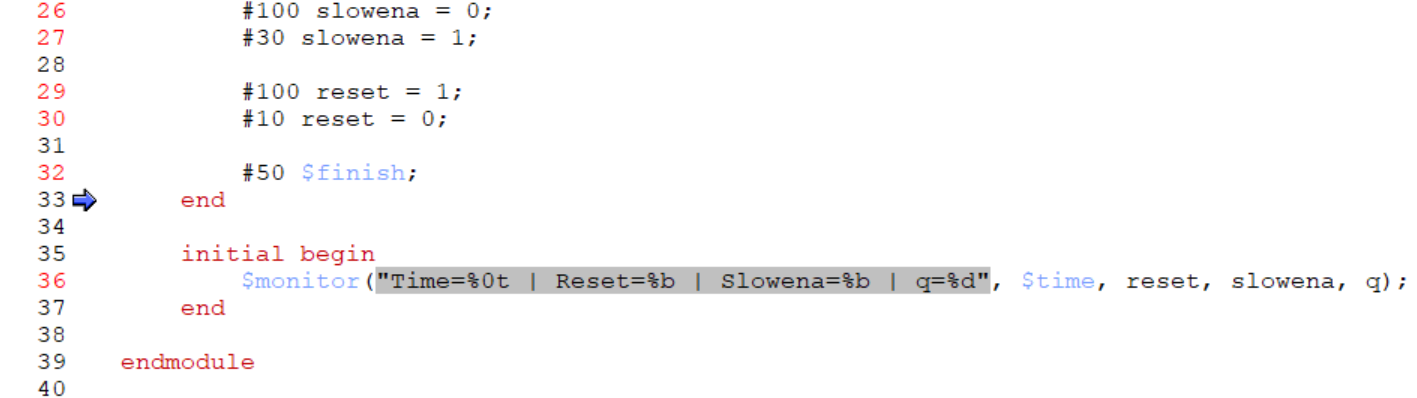 26 #100 slowena = 0;
27 #30 slowena = 1;
28
29 #100 reset = 1;
30 #10 reset = 0;
31
32 #50 $finish;
33 end
34
35 initial begin
36 $monitor("Time=%0t | Reset=%b | Slowena=%b | q=%d", $time, reset, slowena, q);
37 end
38
39 endmodule
40